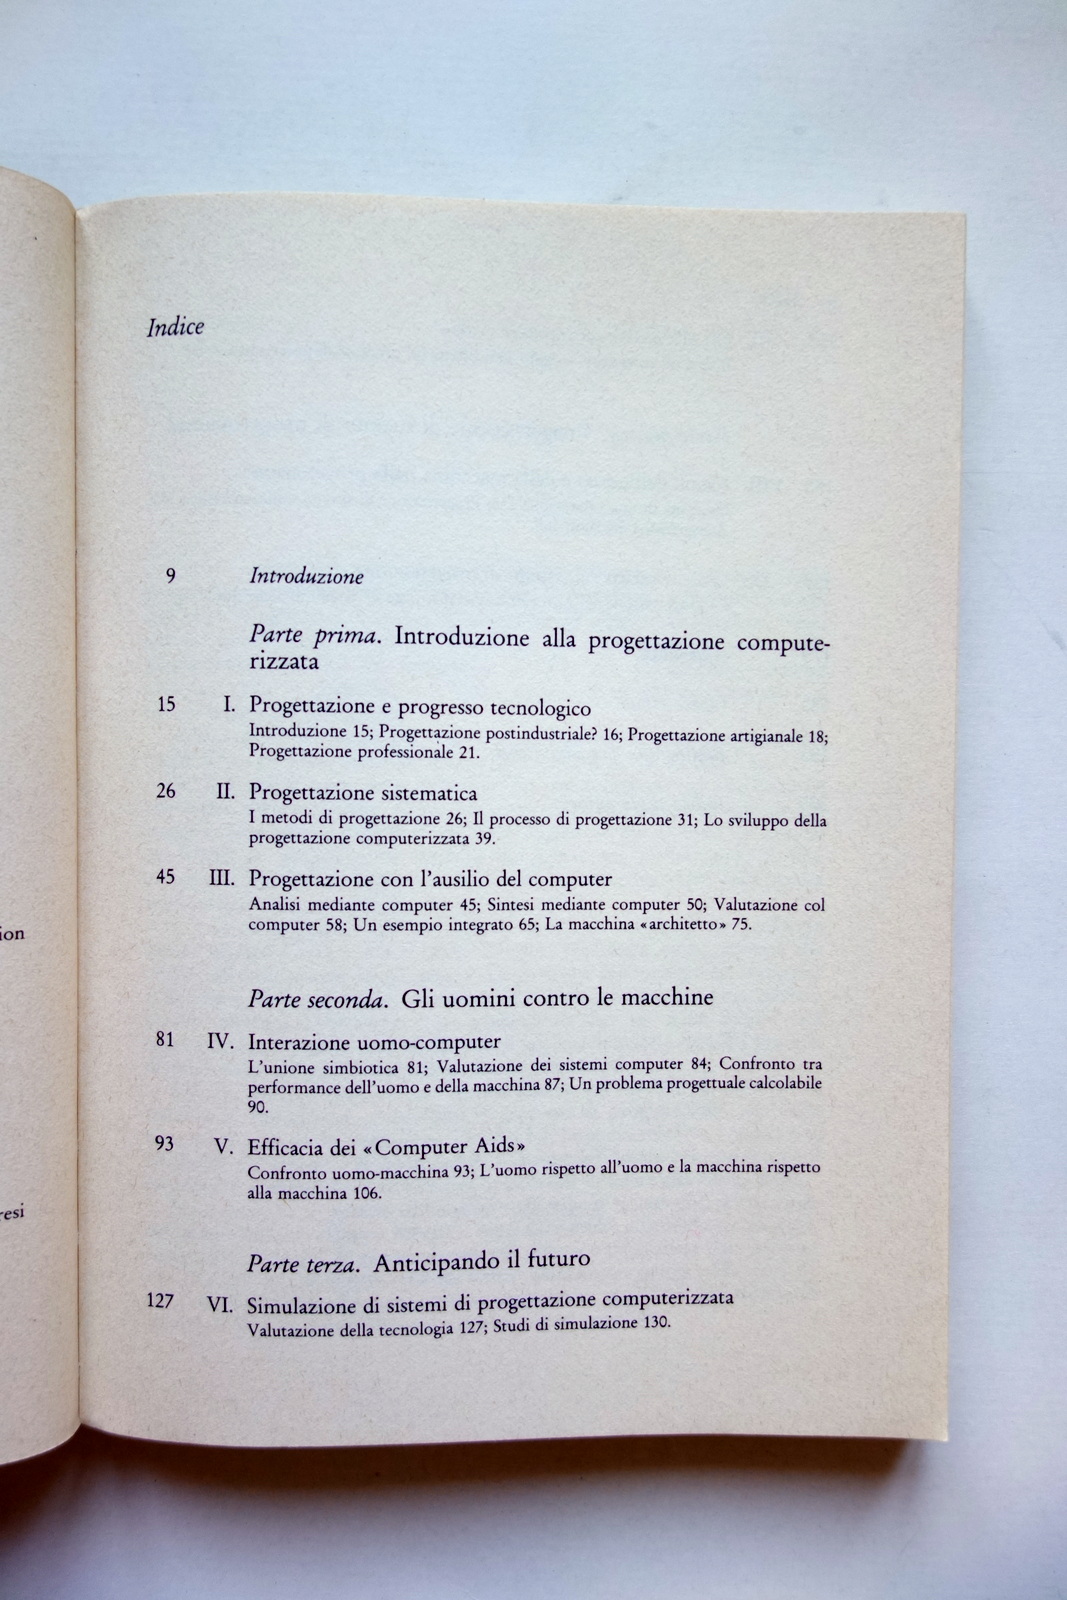 Indice
9 Introduzione
Parte prima. Introduzione alla progettazione compute-
rizzata
15 I. Progettazione e progresso tecnologico
Introduzione 15; Progettazione postindustriale? 16; Progettazione artigianale 18;
Progettazione professionale 21.
26 II. Progettazione sistematica
I metodi di progettazione 26; Il processo di progettazione 31; Lo sviluppo della
progettazione computerizzata 39.
45 III. Progettazione con l'ausilio del computer
Analisi mediante computer 45; Sintesi mediante computer 50; Valutazione col
computer 58; Un esempio integrato 65; La macchina «architetto» 75.
Parte seconda. Gli uomini contro le macchine
81 IV. Interazione uomo-computer
L'unione simbiotica 81; Valutazione dei sistemi computer 84; Confronto tra
performance dell'uomo e della macchina 87; Un problema progettuale calcolabile
90.
93 V. Efficacia dei «Computer Aids»
Confronto uomo-macchina 93; L'uomo rispetto all'uomo e la macchina rispetto
alla macchina 106.
Parte terza. Anticipando il futuro
127 VI. Simulazione di sistemi di progettazione computerizzata
Valutazione della tecnologia 127; Studi di simulazione 130.